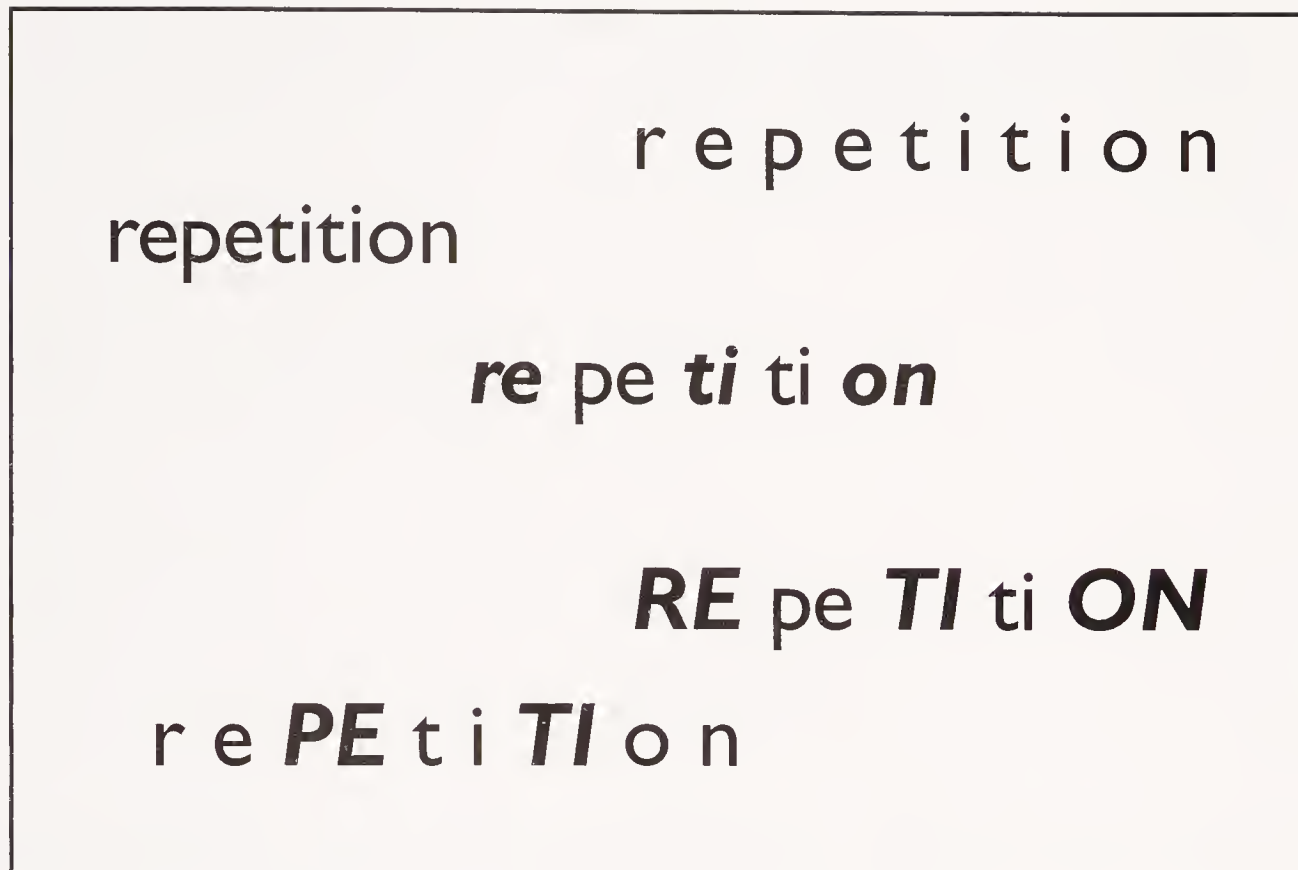 r e p e t i t i o n
repetition
re pe ti ti on
RE pe TI ti ON
r e PE t i TI o n